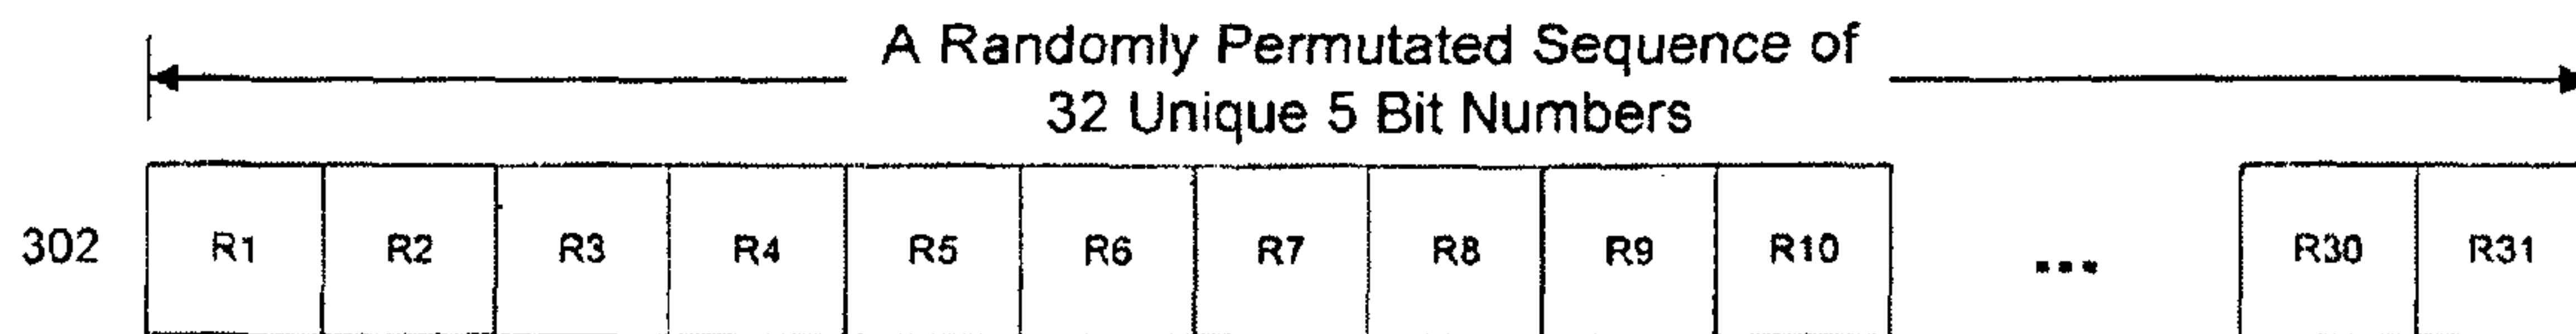 A Randomly Permutated Sequence of
32 Unique 5 Bit Numbers
302 R1 R2 R3 R4 R5 R6 R7 R8 R9 R10 ... R30 R31